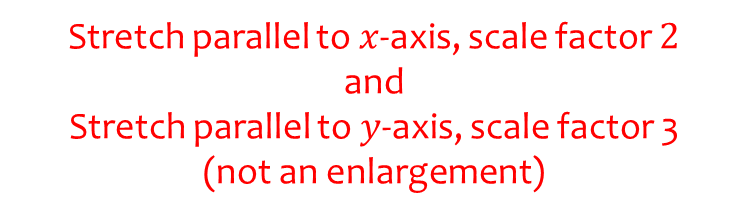 Stretch parallel to x-axis, scale factor 2
and
Stretch parallel to y-axis, scale factor 3
(not an enlargement)